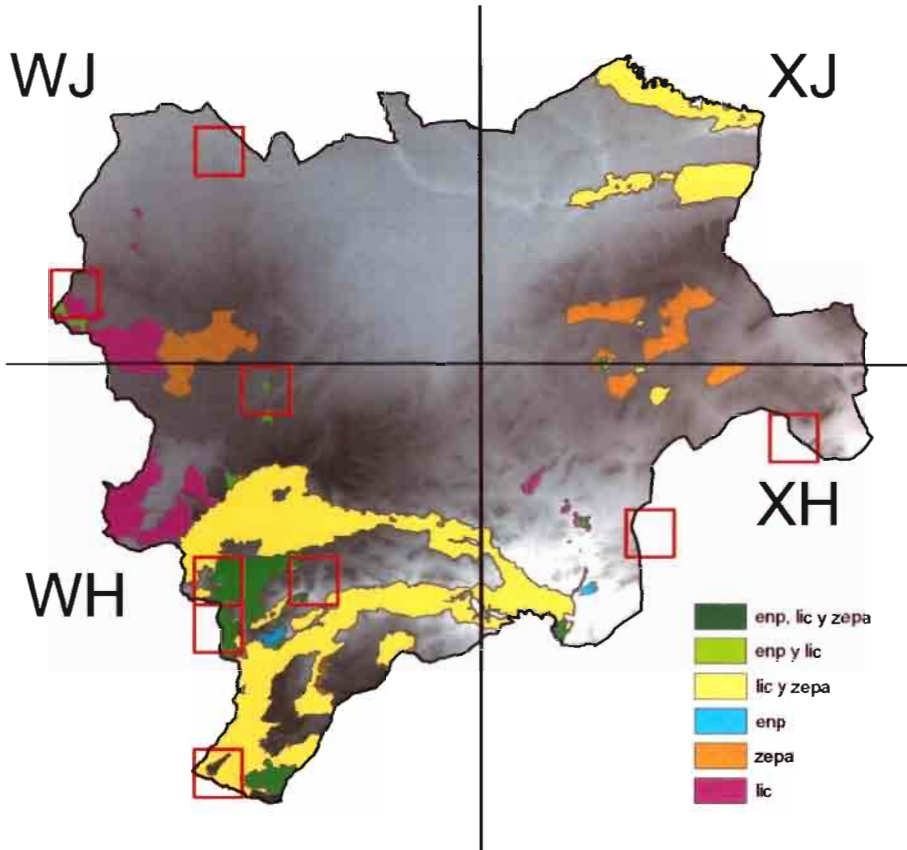 WJ
XJ
WH
XH
enp, lic y zepa
enp y lic
lic y zepa
enp
zepa
lic